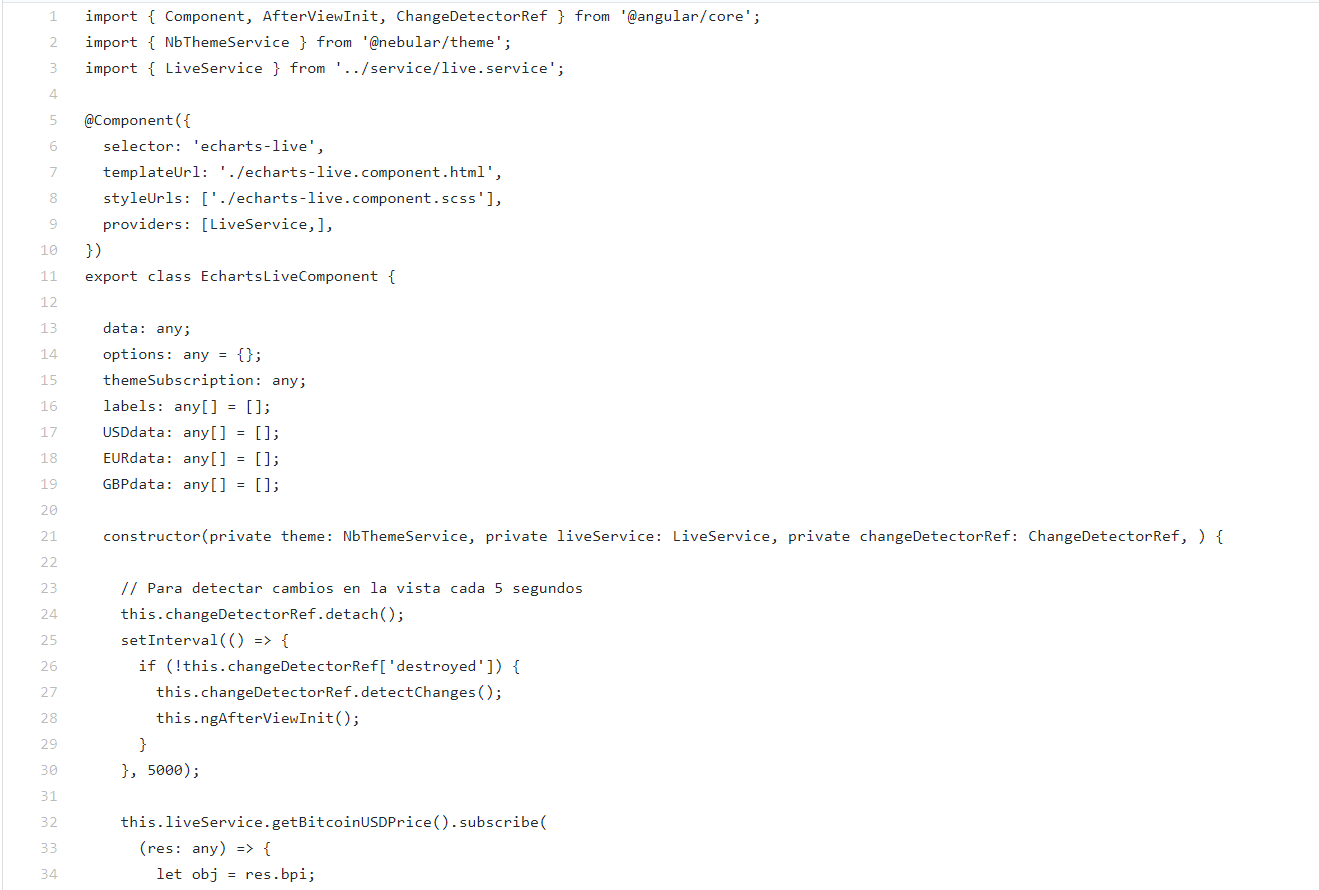 1 import { Component, AfterViewInit, ChangeDetectorRef } from '@angular/core';
2 import { NbThemeService } from '@nebular/theme';
3 import { LiveService } from '../service/live.service';
4
5 @Component({
6 selector: 'echarts-live',
7 templateUrl: './echarts-live.component.html',
8 styleUrls: ['./echarts-live.component.scss'],
9 providers: [LiveService,],
10 })
11 export class EchartsLiveComponent {
12
13 data: any;
14 options: any = {};
15 themeSubscription: any;
16 labels: any[] = [];
17 USDdata: any[] = [];
18 EURdata: any[] = [];
19 GBPdata: any[] = [];
20
21 constructor(private theme: NbThemeService, private liveService: LiveService, private changeDetectorRef: ChangeDetectorRef, ) {
22
23 // Para detectar cambios en la vista cada 5 segundos
24 this.changeDetectorRef.detach();
25 setInterval(() => {
26 if (!this.changeDetectorRef['destroyed']) {
27 this.changeDetectorRef.detectChanges();
28 this.ngAfterViewInit();
29 }
30 }, 5000);
31
32 this.liveService.getBitcoinUSDPrice().subscribe(
33 (res: any) => {
34 let obj = res.bpi;